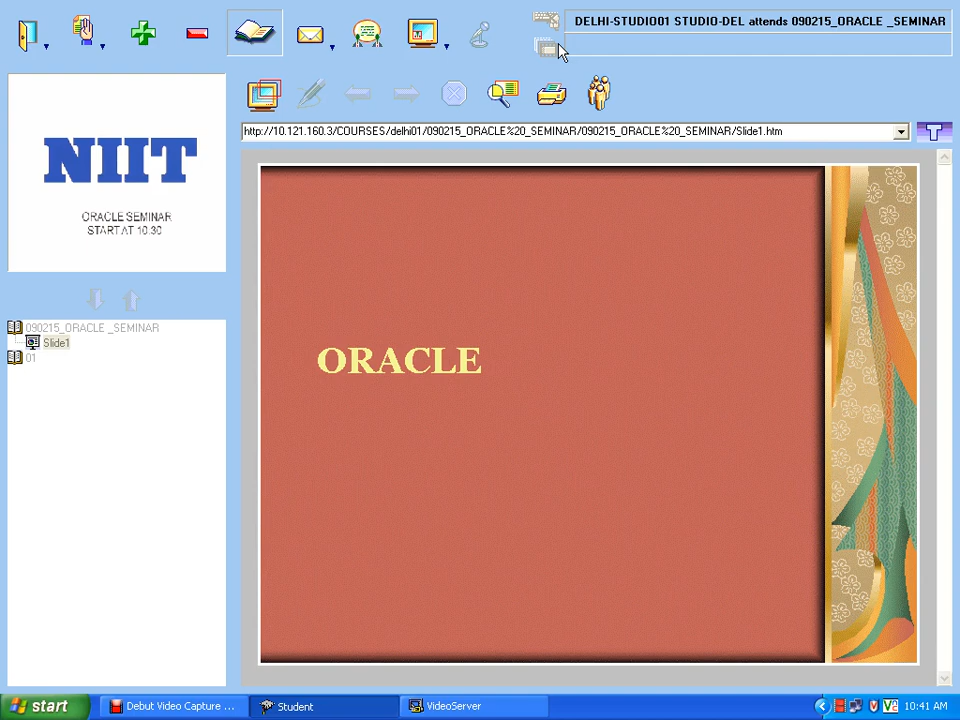 DELHI-STUDIO01 STUDIO-DEL attends 090215_ORACLE _SEMINAR
http://10.121.160.3/COURSES/delhi01/090215_ORACLE%20_SEMINAR/090215_ORACLE%20_SEMINAR/Slide1.htm
T
NIIT
ORACLE SEMINAR
START AT 10.30
090215_ORACLE _SEMINAR
Slide1
01
ORACLE
start
Debut Video Capture ...
Student
VideoServer
10:41 AM